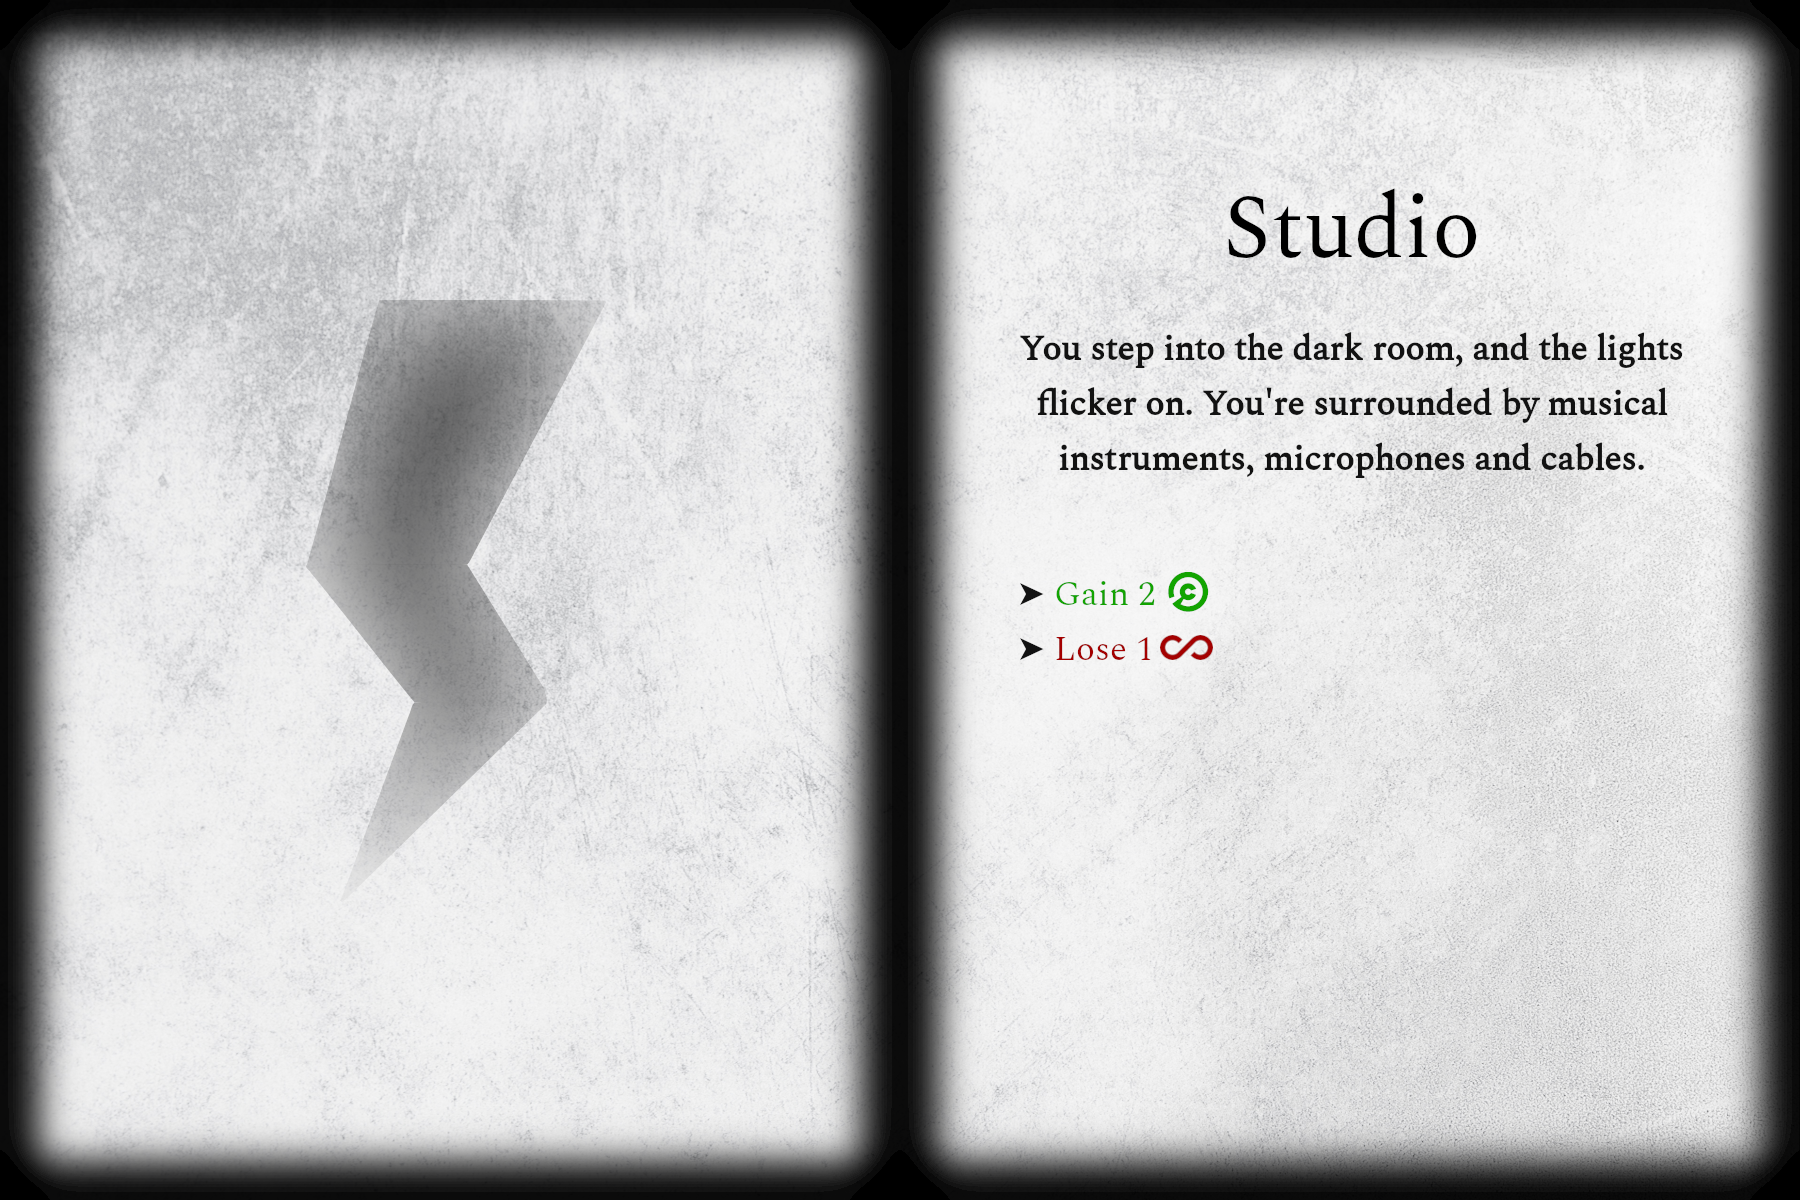 Studio
You step into the dark room, and the lights
flicker on. You're surrounded by musical
instruments, microphones and cables.
➤ Gain 2
➤ Lose 1